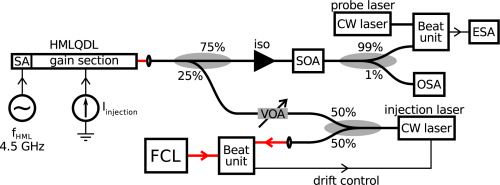 probe laser
CW laser
Beat
unit
ESA
HMLQDL
SA
gain section
75%
25%
iso
SOA
99%
1%
OSA
f_HML
4.5 GHz
I_injection
VOA
50%
50%
injection laser
CW laser
FCL
Beat
unit
drift control